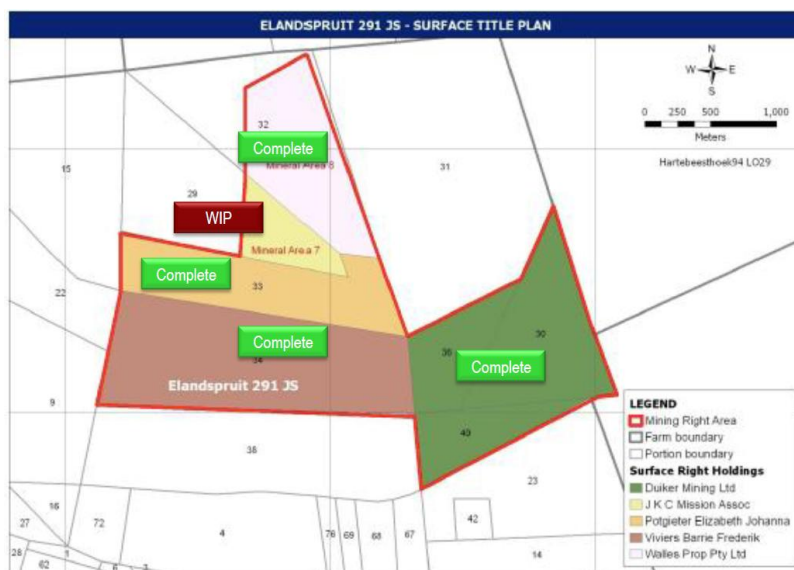 ELANDSPRUIT 291 JS - SURFACE TITLE PLAN
N
W E
S
0 250 500 1,000
Meters
Hartebeesthoek94 LO29
32
Complete
Mineral Area 8
31
15
29
WIP
Mineral Area 7
Complete
33
22
30
36
Complete
34
Complete
Elandspruit 291 JS
9
40
38
23
16
27
72
4
76
69
68
67
42
28
1
62
6
3
14
LEGEND
Mining Right Area
Farm boundary
Portion boundary
Surface Right Holdings
Duiker Mining Ltd
J K C Mission Assoc
Potgieter Elizabeth Johanna
Viviers Barrie Frederik
Walles Prop Pty Ltd